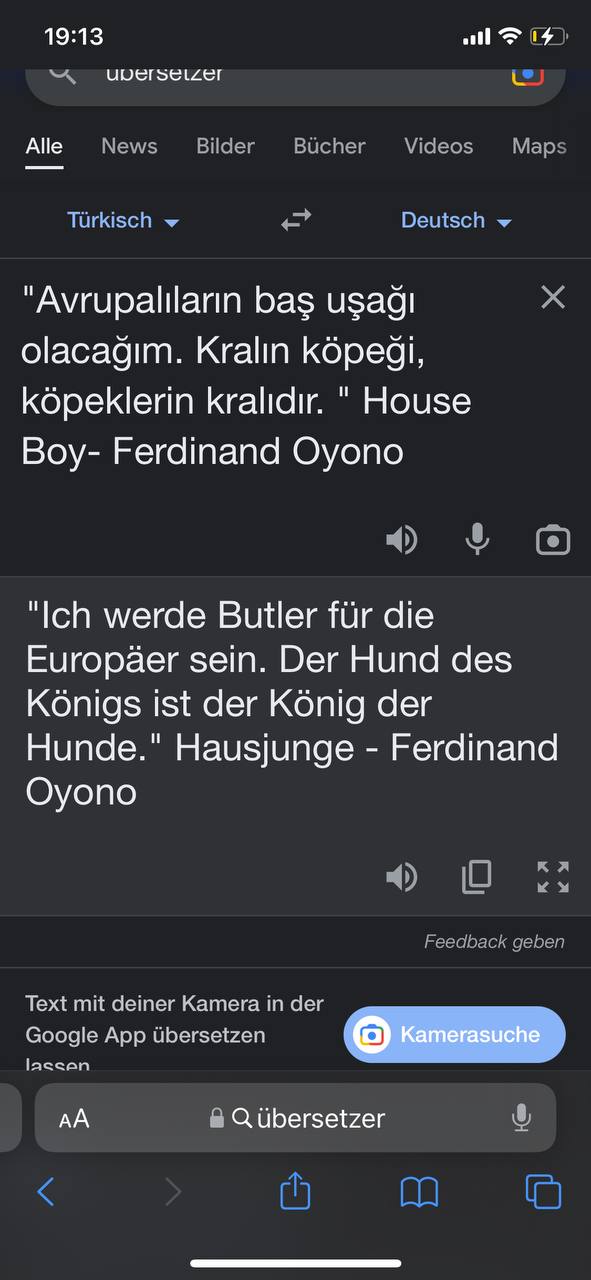 19:13
übersetzer
Alle News Bilder Bücher Videos Maps
Türkisch Deutsch
"Avrupalıların baş uşağı
olacağım. Kralın köpeği,
köpeklerin kralıdır. " House
Boy- Ferdinand Oyono
"Ich werde Butler für die
Europäer sein. Der Hund des
Königs ist der König der
Hunde." Hausjunge - Ferdinand
Oyono
Feedback geben
Text mit deiner Kamera in der
Google App übersetzen
lassen
Kamerasuche
AA übersetzer